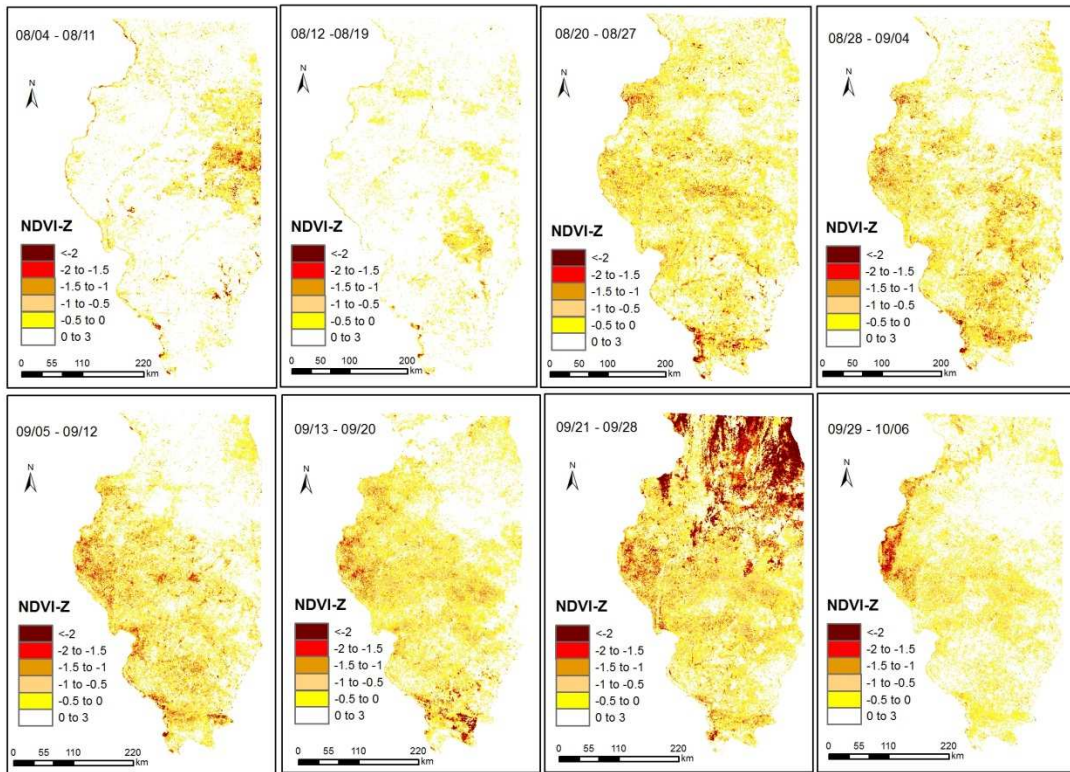 08/04 - 08/11
N
NDVI-Z
<-2
-2 to -1.5
-1.5 to -1
-1 to -0.5
-0.5 to 0
0 to 3
0 55 110 220
km
08/12 -08/19
N
NDVI-Z
<-2
-2 to -1.5
-1.5 to -1
-1 to -0.5
-0.5 to 0
0 to 3
0 50 100 200
km
08/20 - 08/27
N
NDVI-Z
<-2
-2 to -1.5
-1.5 to -1
-1 to -0.5
-0.5 to 0
0 to 3
0 50 100 200
km
08/28 - 09/04
N
NDVI-Z
<-2
-2 to -1.5
-1.5 to -1
-1 to -0.5
-0.5 to 0
0 to 3
0 50 100 200
km
09/05 - 09/12
N
NDVI-Z
<-2
-2 to -1.5
-1.5 to -1
-1 to -0.5
-0.5 to 0
0 to 3
0 55 110 220
km
09/13 - 09/20
N
NDVI-Z
<-2
-2 to -1.5
-1.5 to -1
-1 to -0.5
-0.5 to 0
0 to 3
0 55 110 220
km
09/21 - 09/28
N
NDVI-Z
<-2
-2 to -1.5
-1.5 to -1
-1 to -0.5
-0.5 to 0
0 to 3
0 55 110 220
km
09/29 - 10/06
N
NDVI-Z
<-2
-2 to -1.5
-1.5 to -1
-1 to -0.5
-0.5 to 0
0 to 3
0 55 110 220
km